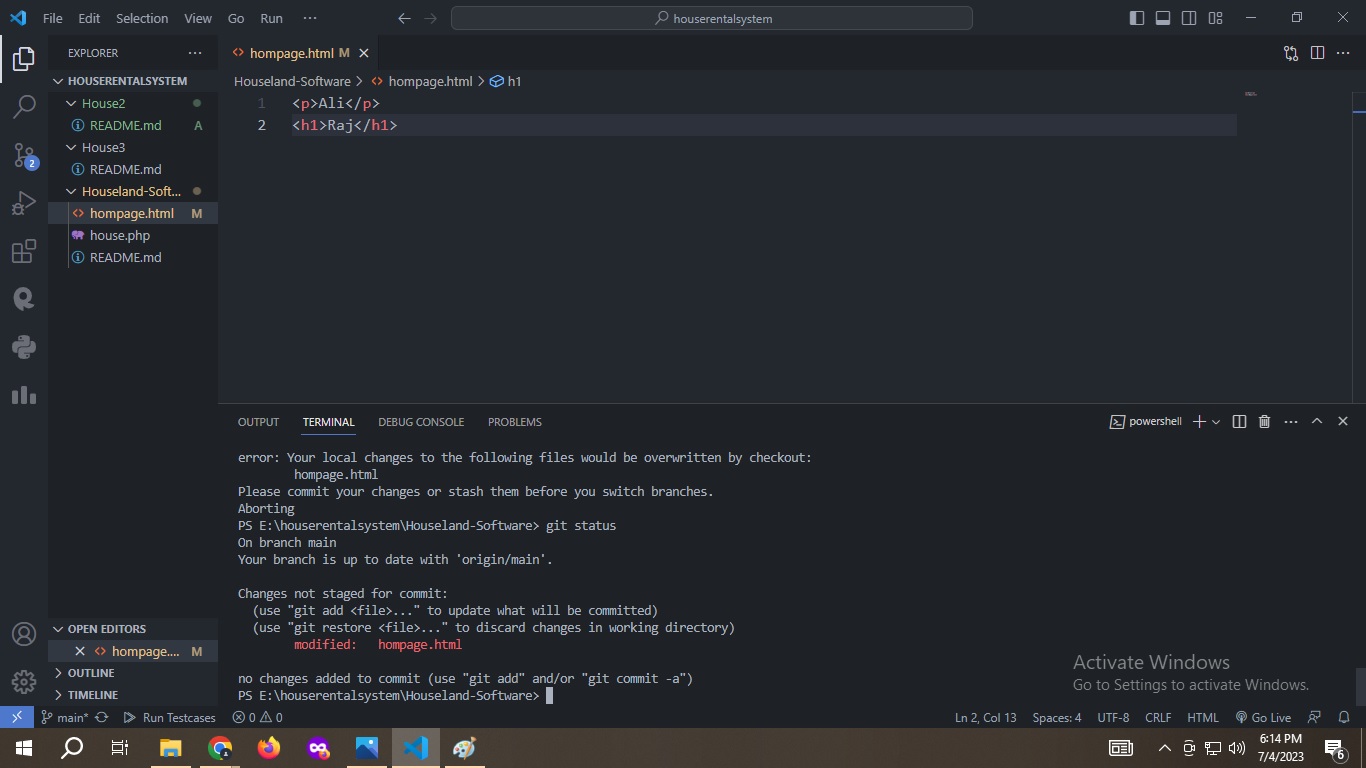 File Edit Selection View Go Run ···
houserentalsystem
EXPLORER ···
HOUSERENTALSYSTEM
House2
README.md A
House3
README.md
Houseland-Soft...
hompage.html M
house.php
README.md
OPEN EDITORS
hompage.... M
OUTLINE
TIMELINE
2
hompage.html M
Houseland-Software > hompage.html > h1
1 <p>Ali</p>
2 <h1>Raj</h1>
OUTPUT TERMINAL DEBUG CONSOLE PROBLEMS
powershell
error: Your local changes to the following files would be overwritten by checkout:
hompage.html
Please commit your changes or stash them before you switch branches.
Aborting
PS E:\houserentalsystem\Houseland-Software> git status
On branch main
Your branch is up to date with 'origin/main'.
Changes not staged for commit:
(use "git add <file>..." to update what will be committed)
(use "git restore <file>..." to discard changes in working directory)
modified: hompage.html
no changes added to commit (use "git add" and/or "git commit -a")
PS E:\houserentalsystem\Houseland-Software>
Activate Windows
Go to Settings to activate Windows.
main* Run Testcases 0 0
Ln 2, Col 13 Spaces: 4 UTF-8 CRLF HTML Go Live
6:14 PM
7/4/2023
6